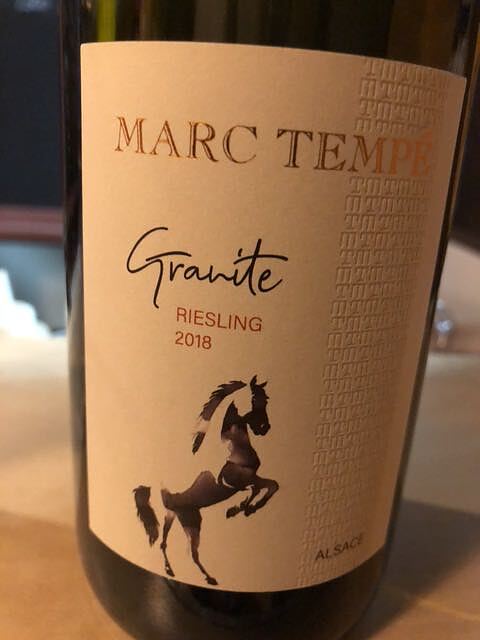 MARC TEMPÉ
Granite
RIESLING
2018
ALSACE